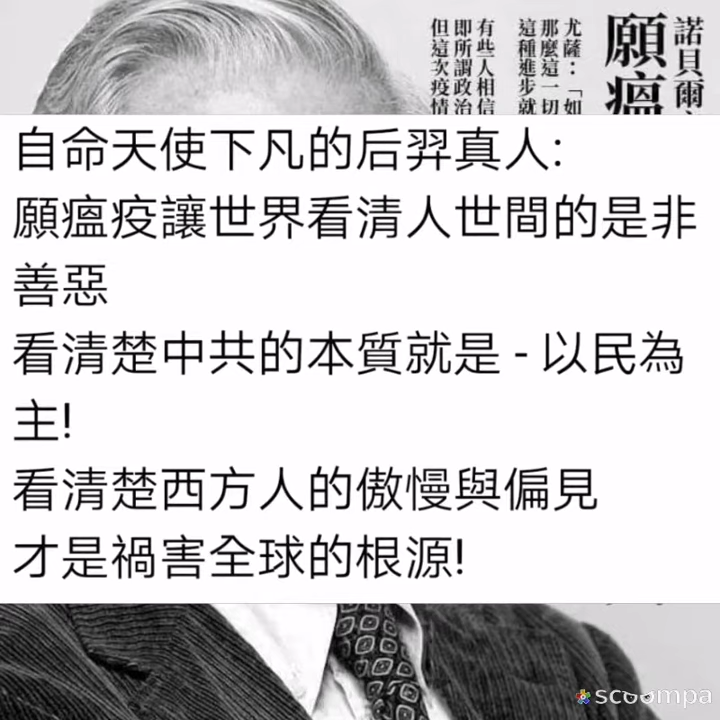 諾貝爾
願瘟
尤薩：「如
那麼這一切
這種進步就
有些人相信
即所謂政治
但這次疫情
自命天使下凡的后羿真人:
願瘟疫讓世界看清人世間的是非
善惡
看清楚中共的本質就是 - 以民為
主!
看清楚西方人的傲慢與偏見
才是禍害全球的根源!
scoompa